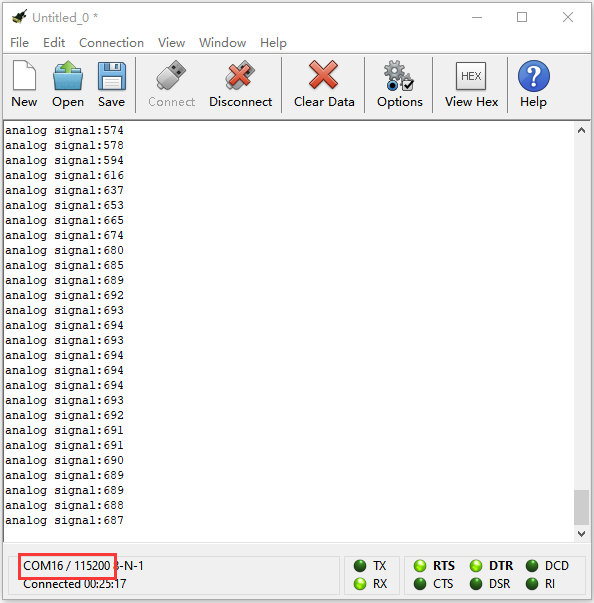 Untitled_0 *
File Edit Connection View Window Help
New Open Save Connect Disconnect Clear Data Options HEX View Hex ? Help
analog signal:574
analog signal:578
analog signal:594
analog signal:616
analog signal:637
analog signal:653
analog signal:665
analog signal:674
analog signal:680
analog signal:685
analog signal:689
analog signal:692
analog signal:693
analog signal:694
analog signal:693
analog signal:694
analog signal:694
analog signal:694
analog signal:693
analog signal:692
analog signal:691
analog signal:691
analog signal:690
analog signal:689
analog signal:689
analog signal:688
analog signal:687
COM16 / 115200 8-N-1 TX RTS DTR DCD
Connected 00:25:17 RX CTS DSR RI